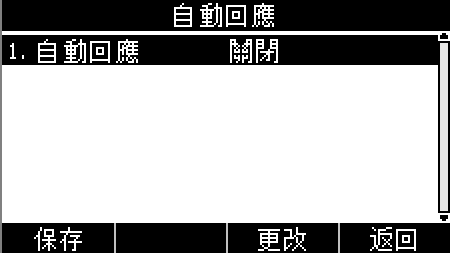 自動回應
1. 自動回應 關閉
保存 更改 返回